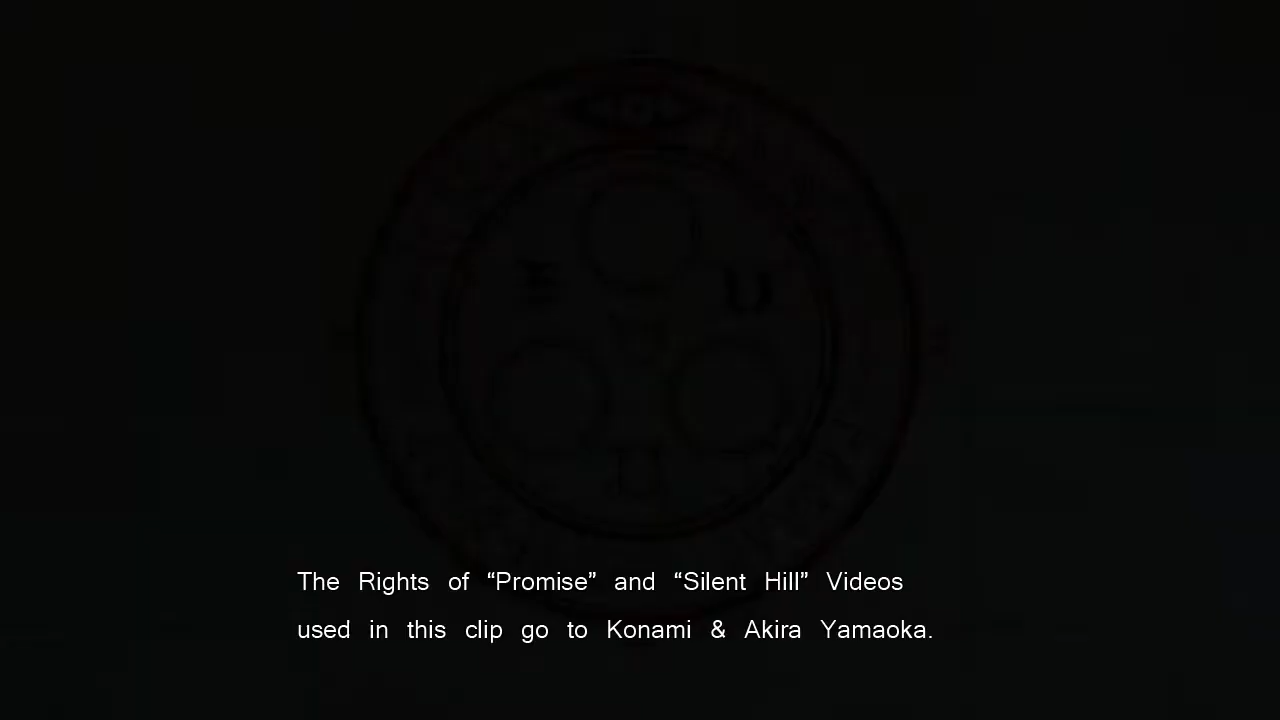 The Rights of “Promise” and “Silent Hill” Videos
used in this clip go to Konami & Akira Yamaoka.